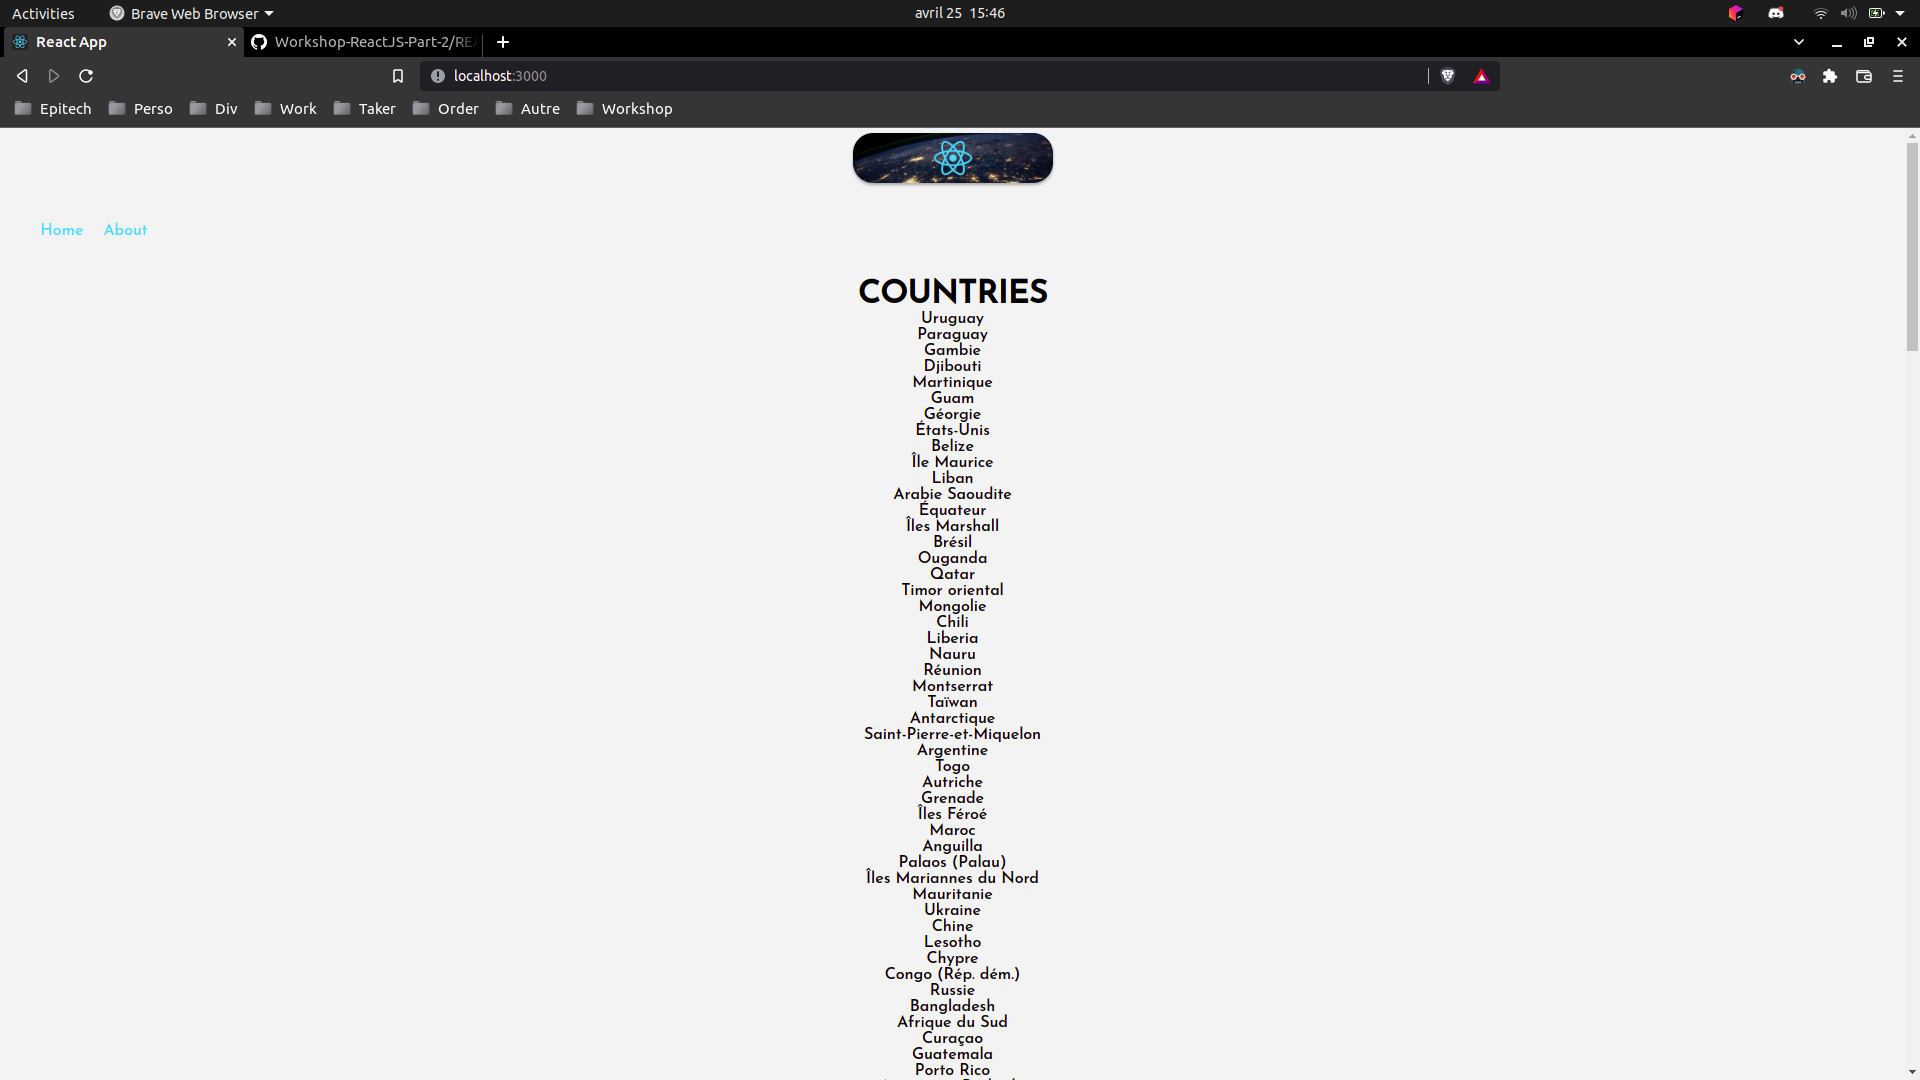 Activities Brave Web Browser avril 25 15:46
React App Workshop-ReactJS-Part-2/REA
localhost:3000
Epitech Perso Div Work Taker Order Autre Workshop
Home About
COUNTRIES
Uruguay
Paraguay
Gambie
Djibouti
Martinique
Guam
Géorgie
États-Unis
Belize
Île Maurice
Liban
Arabie Saoudite
Équateur
Îles Marshall
Brésil
Ouganda
Qatar
Timor oriental
Mongolie
Chili
Liberia
Nauru
Réunion
Montserrat
Taïwan
Antarctique
Saint-Pierre-et-Miquelon
Argentine
Togo
Autriche
Grenade
Îles Féroé
Maroc
Anguilla
Palaos (Palau)
Îles Mariannes du Nord
Mauritanie
Ukraine
Chine
Lesotho
Chypre
Congo (Rép. dém.)
Russie
Bangladesh
Afrique du Sud
Curaçao
Guatemala
Porto Rico